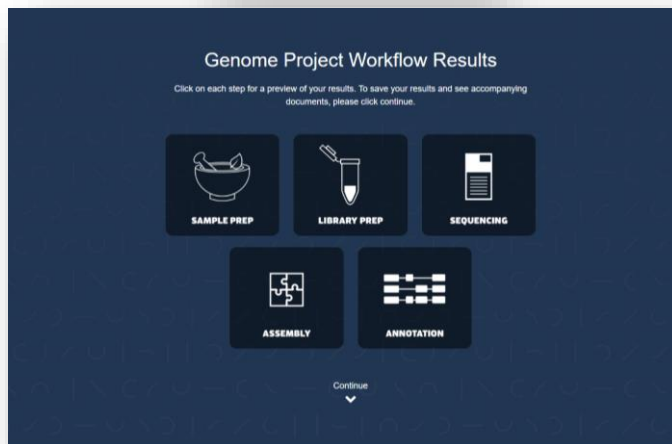 Genome Project Workflow Results
Click on each step for a preview of your results. To save your results and see accompanying
documents, please click continue.
SAMPLE PREP
LIBRARY PREP
SEQUENCING
ASSEMBLY
ANNOTATION
Continue